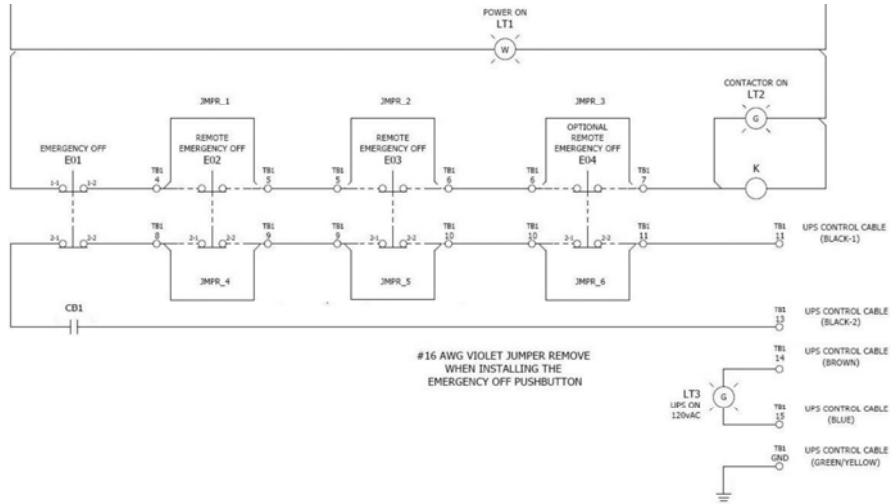 POWER ON
LT1
W
CONTACTOR ON
LT2
G
JMPR_1
JMPR_2
JMPR_3
EMERGENCY OFF
E01
REMOTE
EMERGENCY OFF
E02
REMOTE
EMERGENCY OFF
E03
OPTIONAL
REMOTE
EMERGENCY OFF
E04
K
1-1
1-2
TB1
4
TB1
5
TB1
5
TB1
6
TB1
6
TB1
7
2-1
2-2
TB1
8
2-1
2-2
TB1
9
TB1
9
2-1
2-2
TB1
10
TB1
10
2-1
2-2
TB1
11
TB1
11
UPS CONTROL CABLE
(BLACK-1)
JMPR_4
JMPR_5
JMPR_6
CB1
TB1
13
UPS CONTROL CABLE
(BLACK-2)
#16 AWG VIOLET JUMPER REMOVE
WHEN INSTALLING THE
EMERGENCY OFF PUSHBUTTON
TB1
14
UPS CONTROL CABLE
(BROWN)
LT3
UPS ON
120vAC
G
TB1
15
UPS CONTROL CABLE
(BLUE)
TB1
GND
UPS CONTROL CABLE
(GREEN/YELLOW)